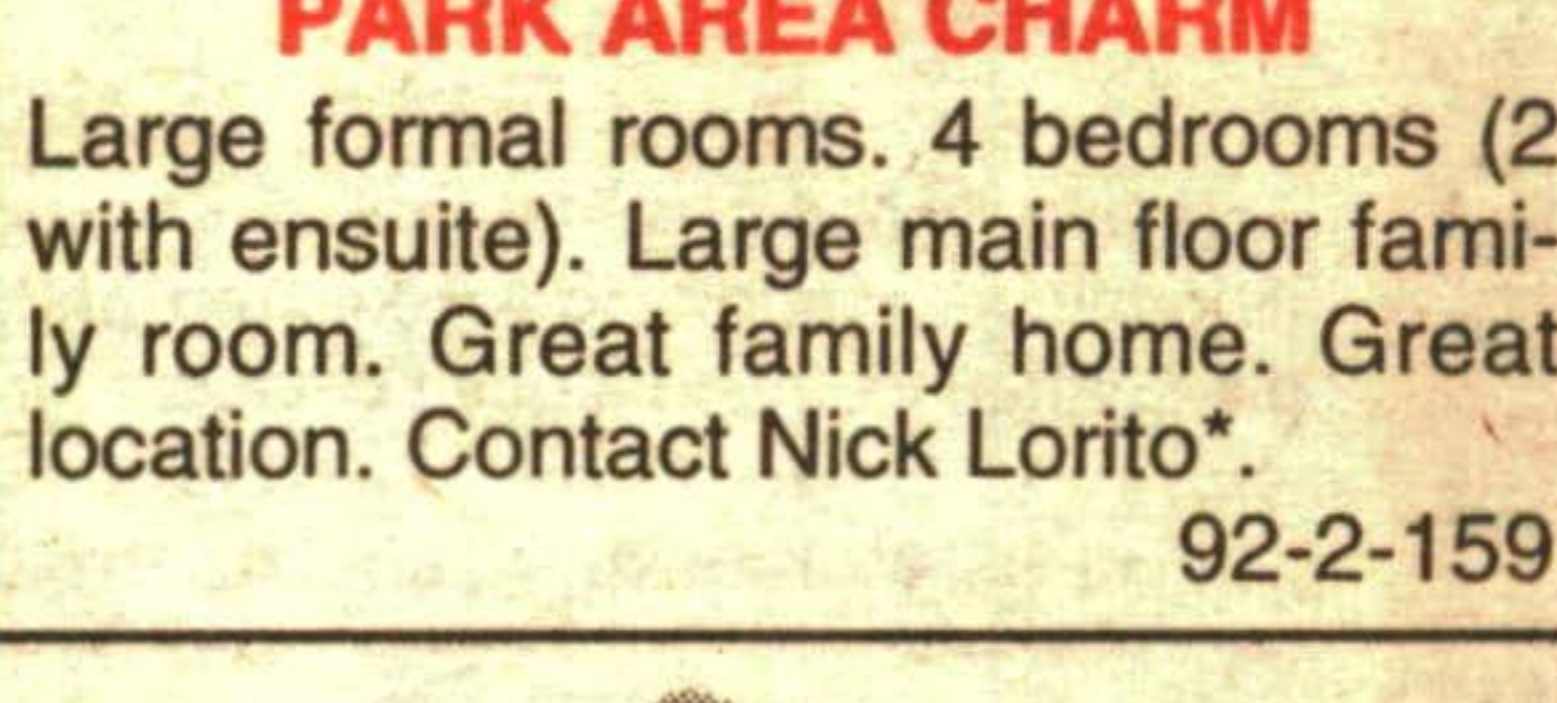 PARK AREA CHARM
Large formal rooms. 4 bedrooms (2
with ensuite). Large main floor fami-
ly room. Great family home. Great
location. Contact Nick Lorito*.
92-2-159